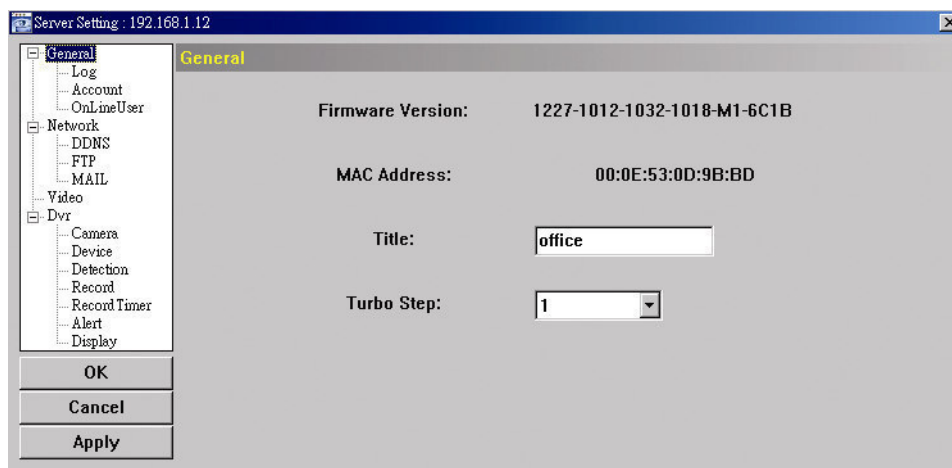 Server Setting : 192.168.1.12
General
Log
Account
OnLineUser
Network
DDNS
FTP
MAIL
Video
Dvr
Camera
Device
Detection
Record
Record Timer
Alert
Display
OK
Cancel
Apply
General
Firmware Version: 1227-1012-1032-1018-M1-6C1B
MAC Address: 00:0E:53:0D:9B:BD
Title: office
Turbo Step: 1